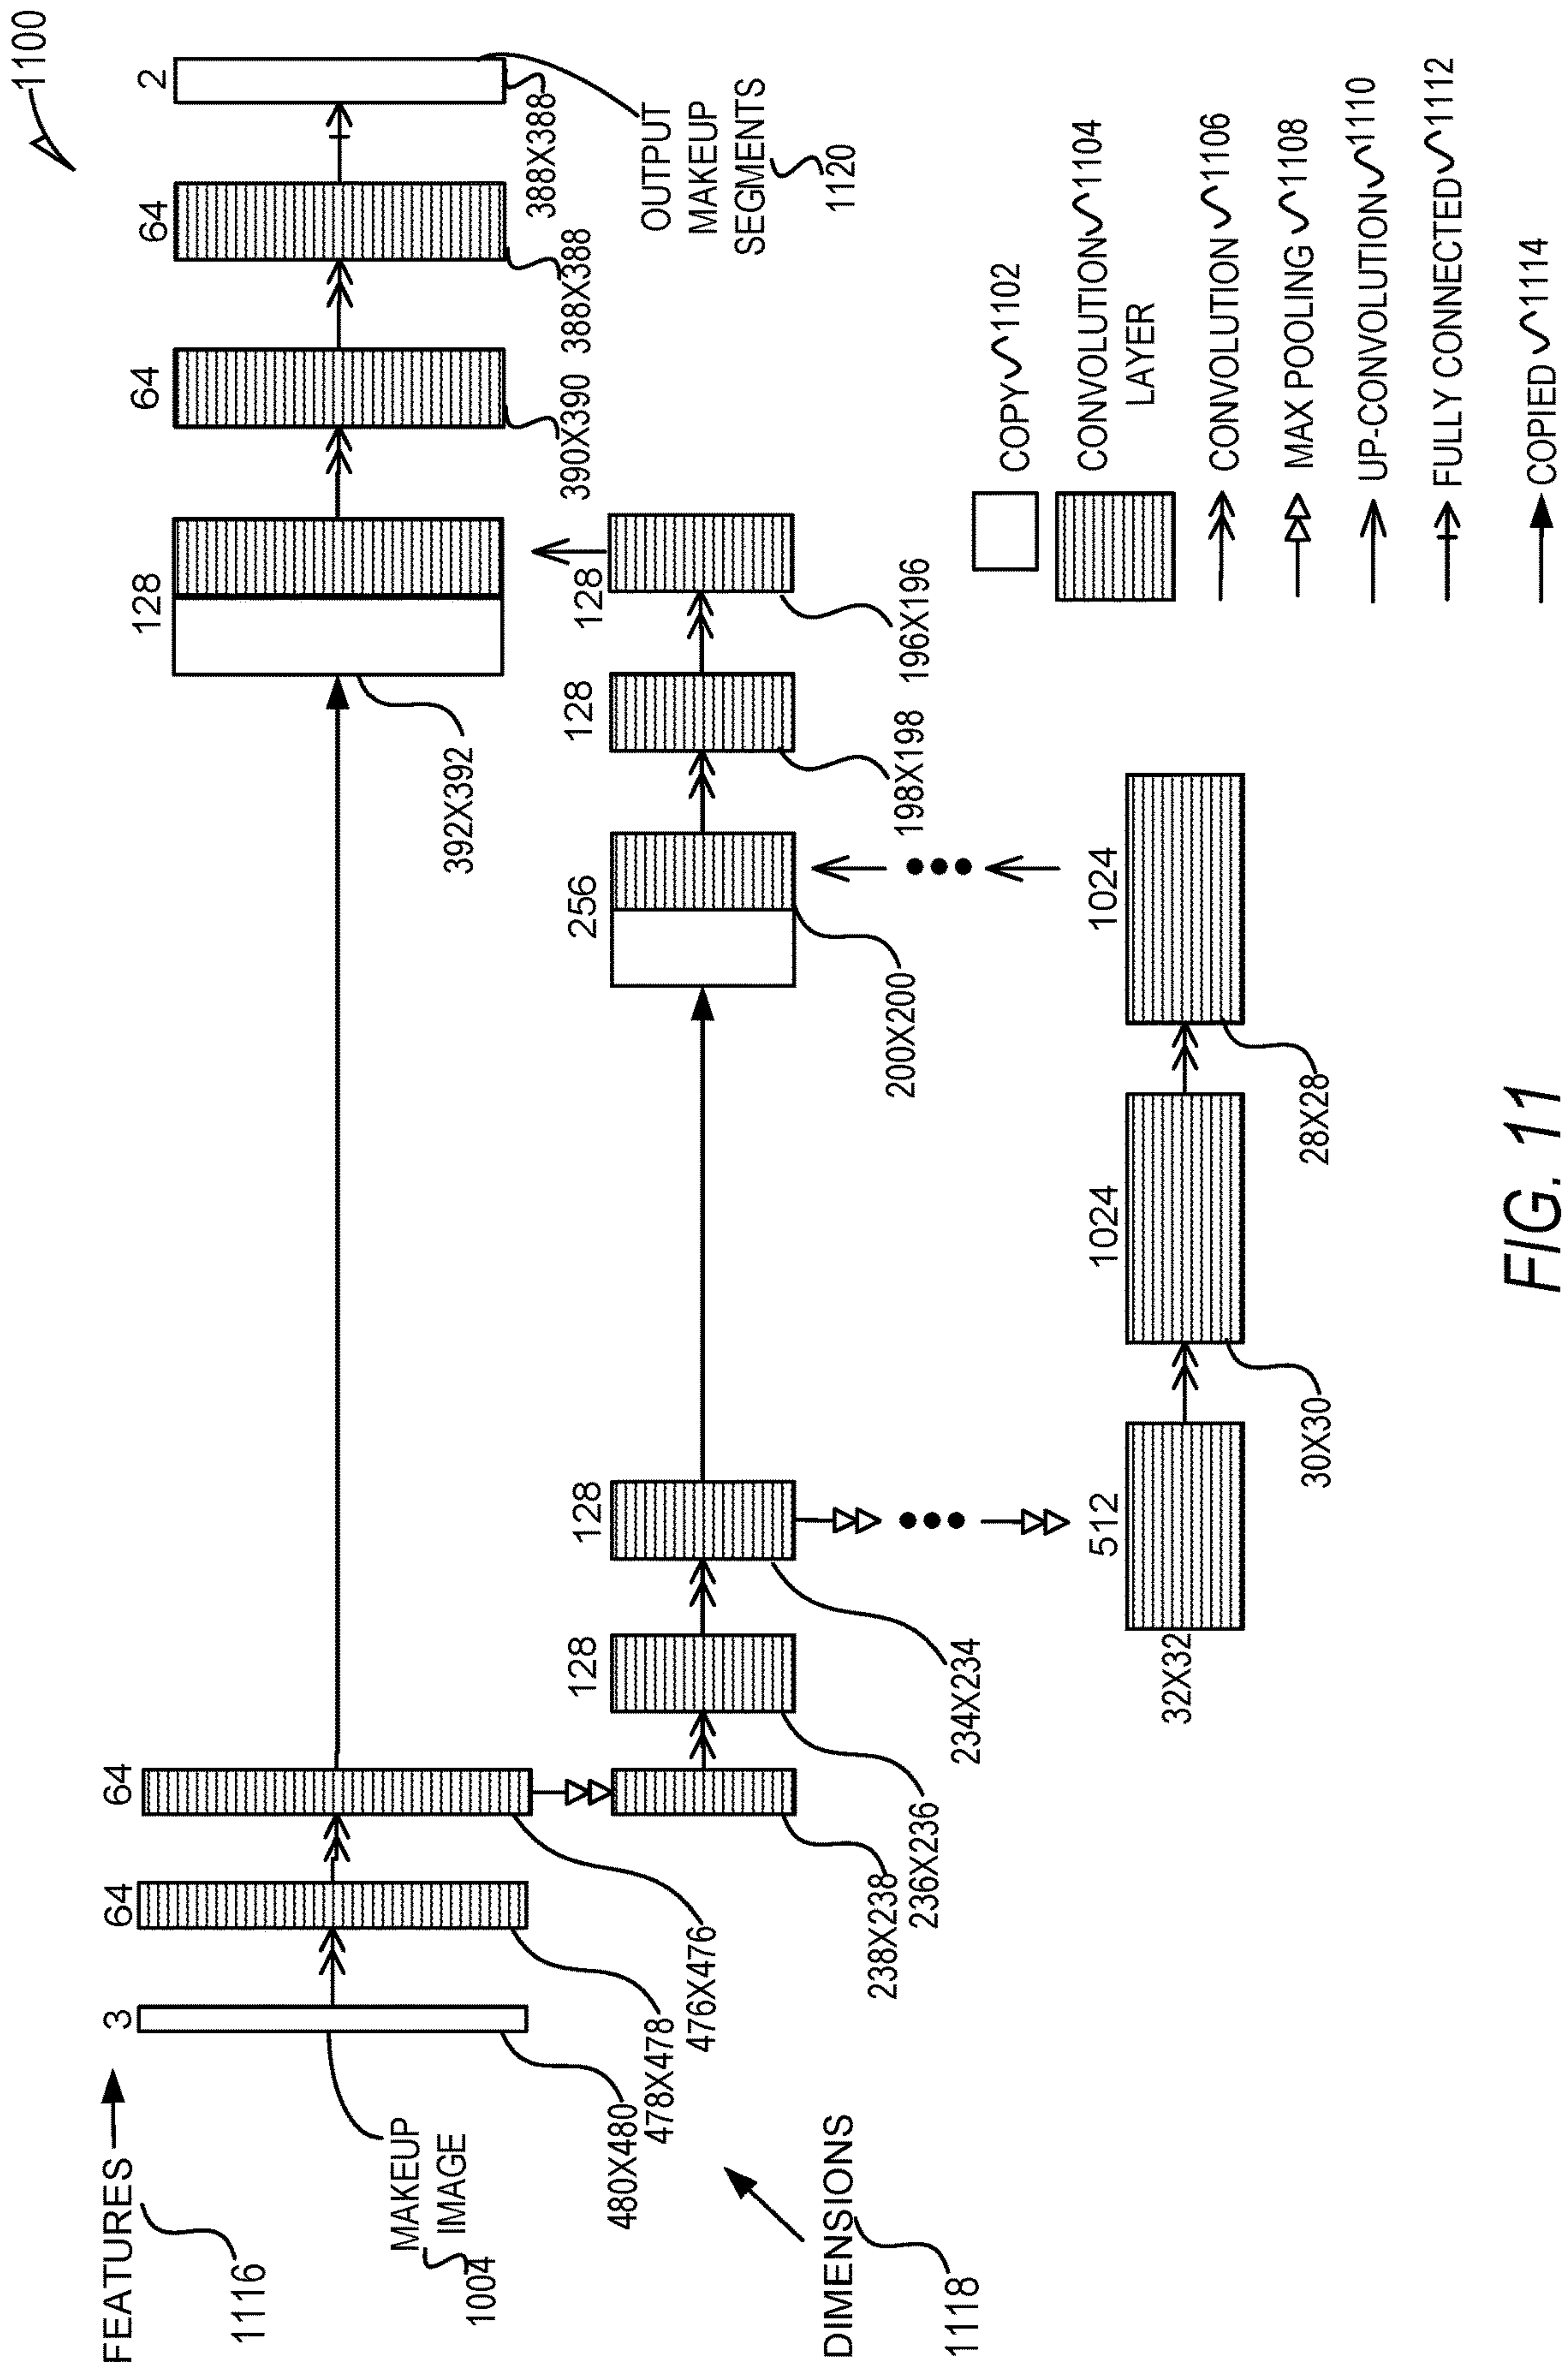 1100
FEATURES
1116
3
64
64
128
64
64
2
MAKEUP
IMAGE
1004
480X480
478X478
476X476
392X392
390X390
388X388
388X388
OUTPUT
MAKEUP
SEGMENTS
1120
128
128
256
128
128
238X238
236X236
234X234
200X200
198X198
196X196
DIMENSIONS
1118
512
1024
1024
32X32
30X30
28X28
COPY 1102
CONVOLUTION 1104
LAYER
CONVOLUTION 1106
MAX POOLING 1108
UP-CONVOLUTION 1110
FULLY CONNECTED 1112
COPIED 1114
FIG. 11